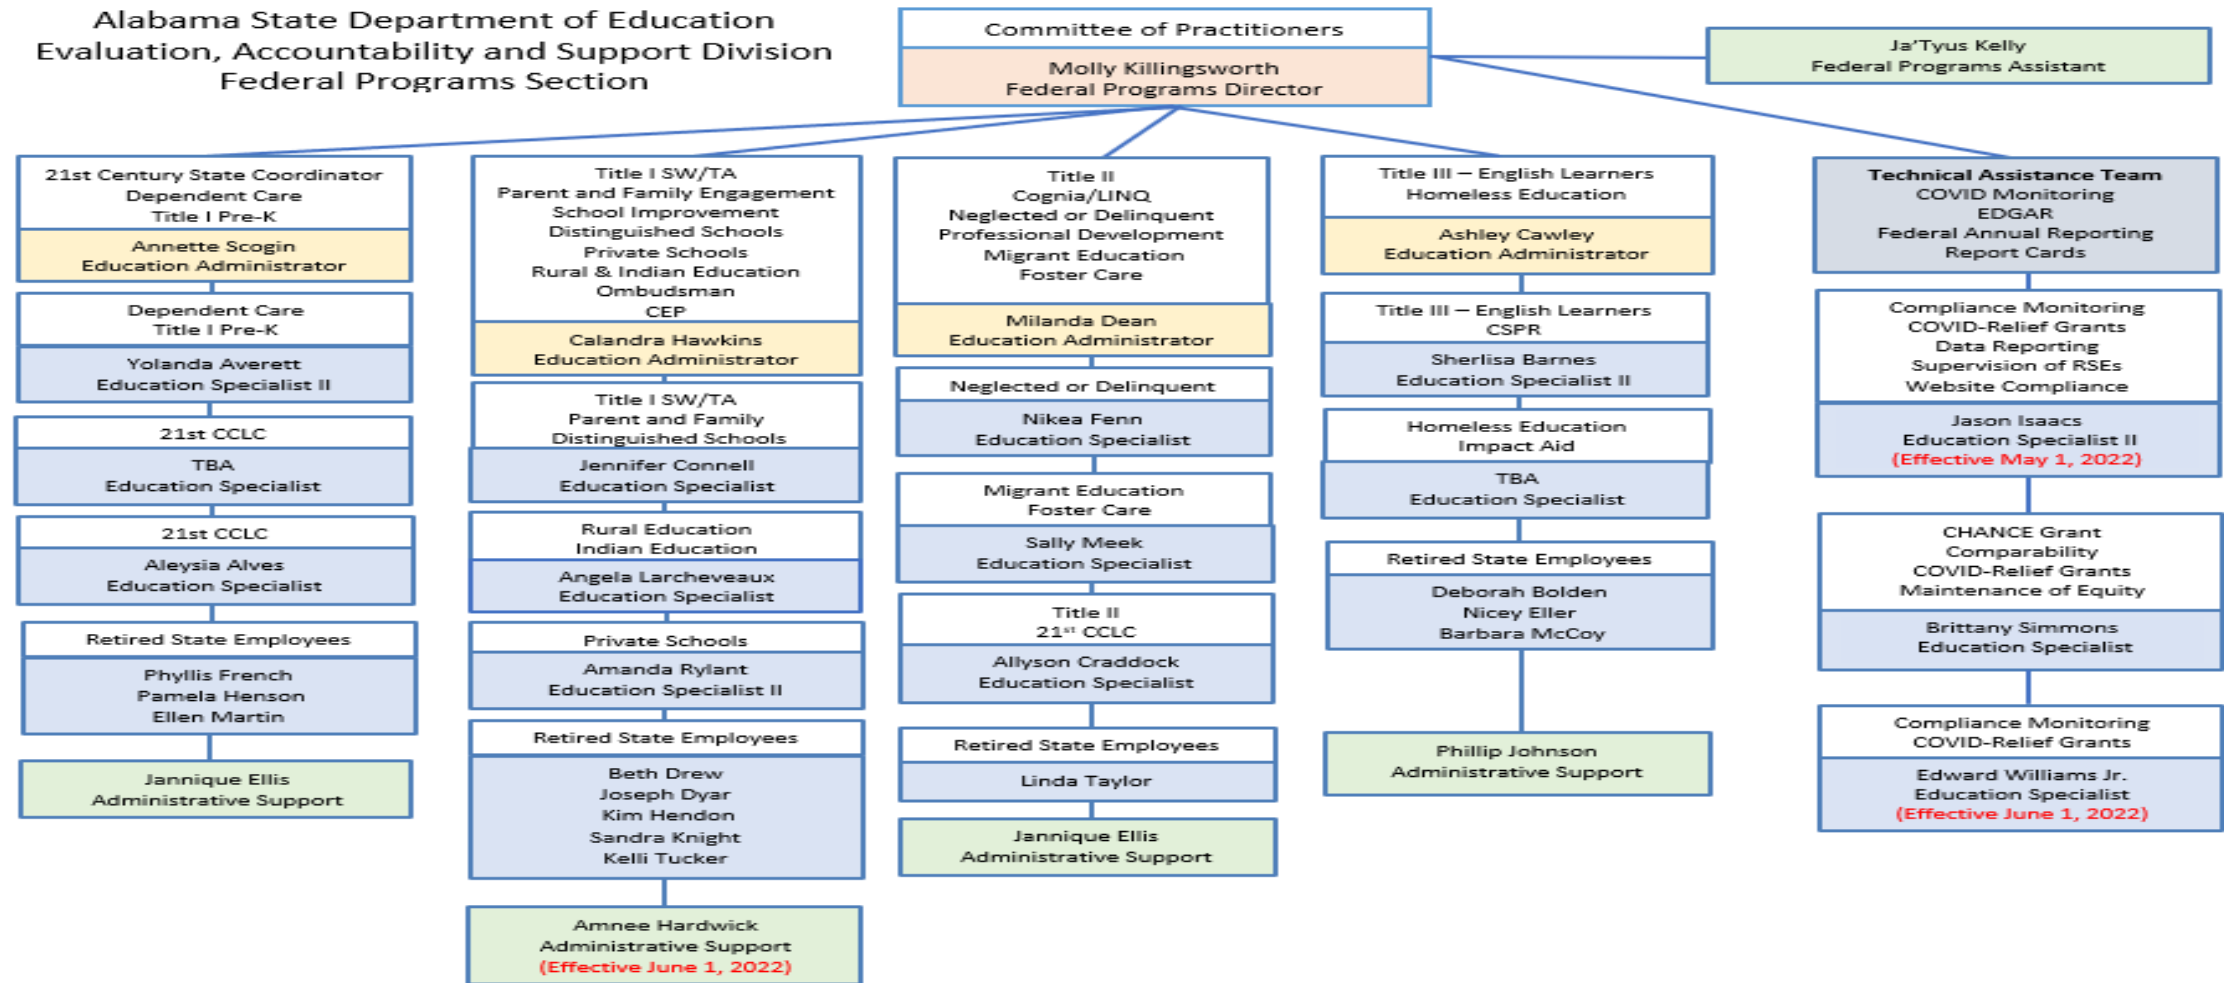 Alabama State Department of Education
Evaluation, Accountability and Support Division
Federal Programs Section
Committee of Practitioners
Molly Killingsworth
Federal Programs Director
Ja'Tyus Kelly
Federal Programs Assistant
21st Century State Coordinator
Dependent Care
Title I Pre-K
Annette Scogin
Education Administrator
Dependent Care
Title I Pre-K
Yolanda Averett
Education Specialist II
21st CCLC
TBA
Education Specialist
21st CCLC
Aleysia Alves
Education Specialist
Retired State Employees
Phyllis French
Pamela Henson
Ellen Martin
Jannique Ellis
Administrative Support
Title I SW/TA
Parent and Family Engagement
School Improvement
Distinguished Schools
Private Schools
Rural & Indian Education
Ombudsman
CEP
Calandra Hawkins
Education Administrator
Title I SW/TA
Parent and Family
Distinguished Schools
Jennifer Connell
Education Specialist
Rural Education
Indian Education
Angela Larcheveaux
Education Specialist
Private Schools
Amanda Rylant
Education Specialist II
Retired State Employees
Beth Drew
Joseph Dyar
Kim Hendon
Sandra Knight
Kelli Tucker
Amnee Hardwick
Administrative Support
(Effective June 1, 2022)
Title II
Cognia/LINQ
Neglected or Delinquent
Professional Development
Migrant Education
Foster Care
Milanda Dean
Education Administrator
Neglected or Delinquent
Nikea Fenn
Education Specialist
Migrant Education
Foster Care
Sally Meek
Education Specialist
Title II
21st CCLC
Allyson Craddock
Education Specialist
Retired State Employees
Linda Taylor
Jannique Ellis
Administrative Support
Title III – English Learners
Homeless Education
Ashley Cawley
Education Administrator
Title III – English Learners
CSPR
Sherlisa Barnes
Education Specialist II
Homeless Education
Impact Aid
TBA
Education Specialist
Retired State Employees
Deborah Bolden
Nicey Eller
Barbara McCoy
Phillip Johnson
Administrative Support
Technical Assistance Team
COVID Monitoring
EDGAR
Federal Annual Reporting
Report Cards
Compliance Monitoring
COVID-Relief Grants
Data Reporting
Supervision of RSEs
Website Compliance
Jason Isaacs
Education Specialist II
(Effective May 1, 2022)
CHANCE Grant
Comparability
COVID-Relief Grants
Maintenance of Equity
Brittany Simmons
Education Specialist
Compliance Monitoring
COVID-Relief Grants
Edward Williams Jr.
Education Specialist
(Effective June 1, 2022)